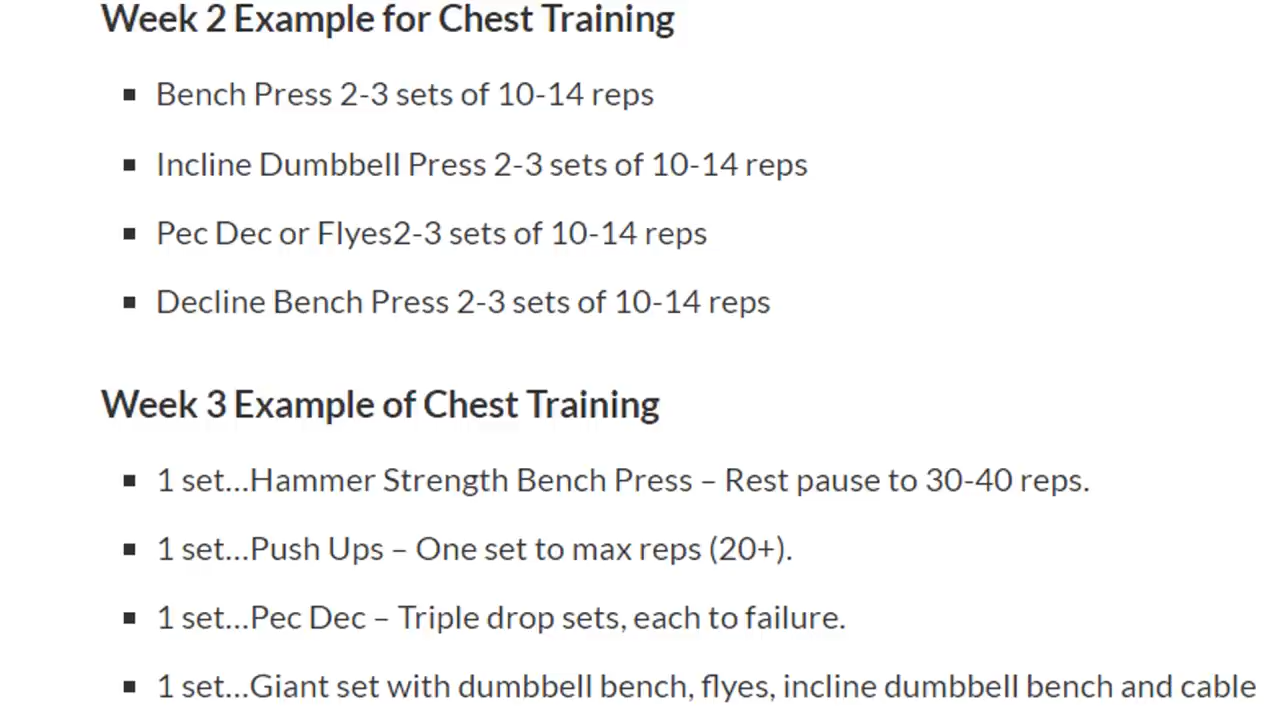 Week 2 Example for Chest Training
▪ Bench Press 2-3 sets of 10-14 reps
▪ Incline Dumbbell Press 2-3 sets of 10-14 reps
▪ Pec Dec or Flyes2-3 sets of 10-14 reps
▪ Decline Bench Press 2-3 sets of 10-14 reps
Week 3 Example of Chest Training
▪ 1 set...Hammer Strength Bench Press – Rest pause to 30-40 reps.
▪ 1 set...Push Ups – One set to max reps (20+).
▪ 1 set...Pec Dec – Triple drop sets, each to failure.
▪ 1 set...Giant set with dumbbell bench, flyes, incline dumbbell bench and cable